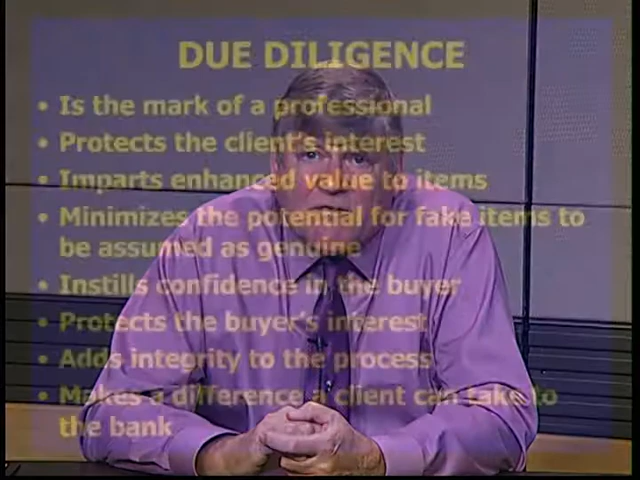 DUE DILIGENCE
• Is the mark of a professional
• Protects the client's interest
• Imparts enhanced value to items
• Minimizes the potential for fake items to
be assumed as genuine
• Instills confidence in the buyer
• Protects the buyer's interest
• Adds integrity to the process
• Makes a difference a client can take to
the bank